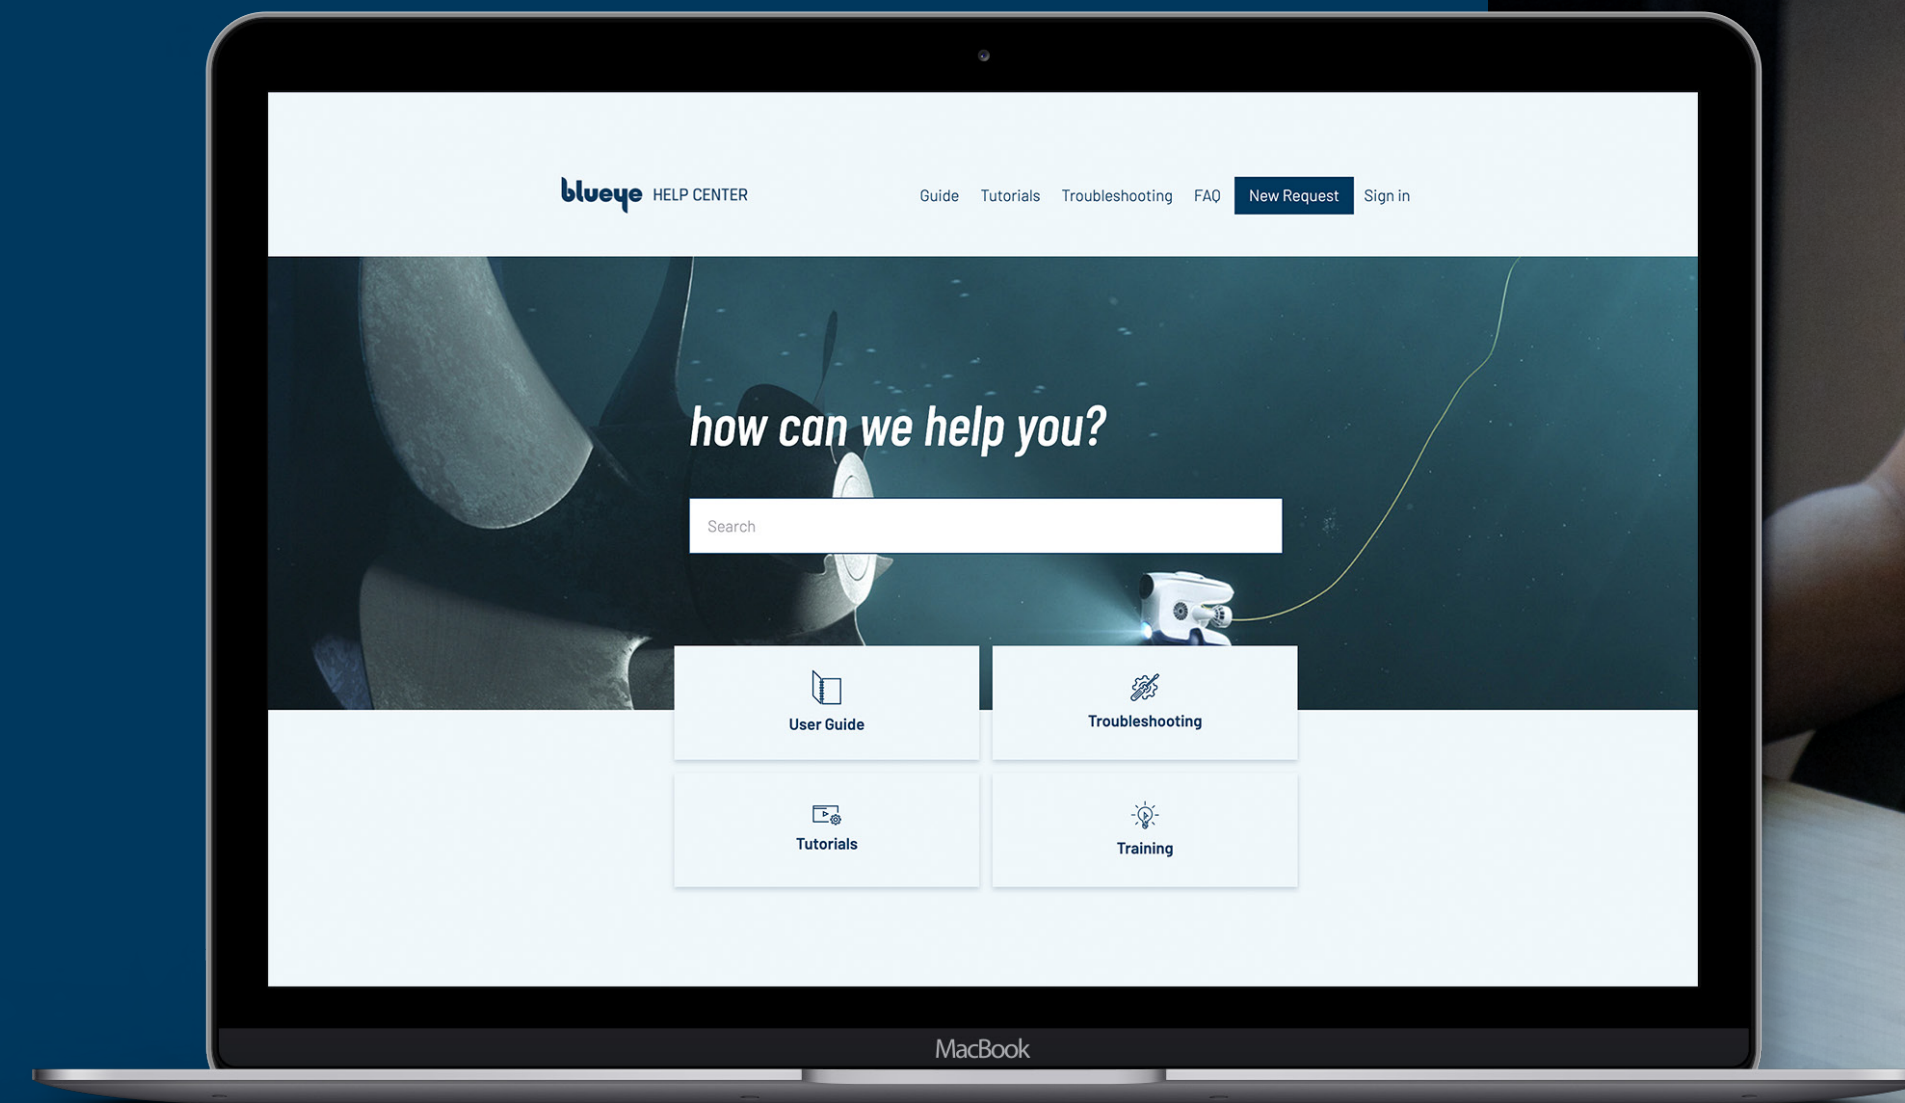 blueye HELP CENTER
Guide Tutorials Troubleshooting FAQ New Request Sign in
how can we help you?
Search
User Guide
Troubleshooting
Tutorials
Training
MacBook